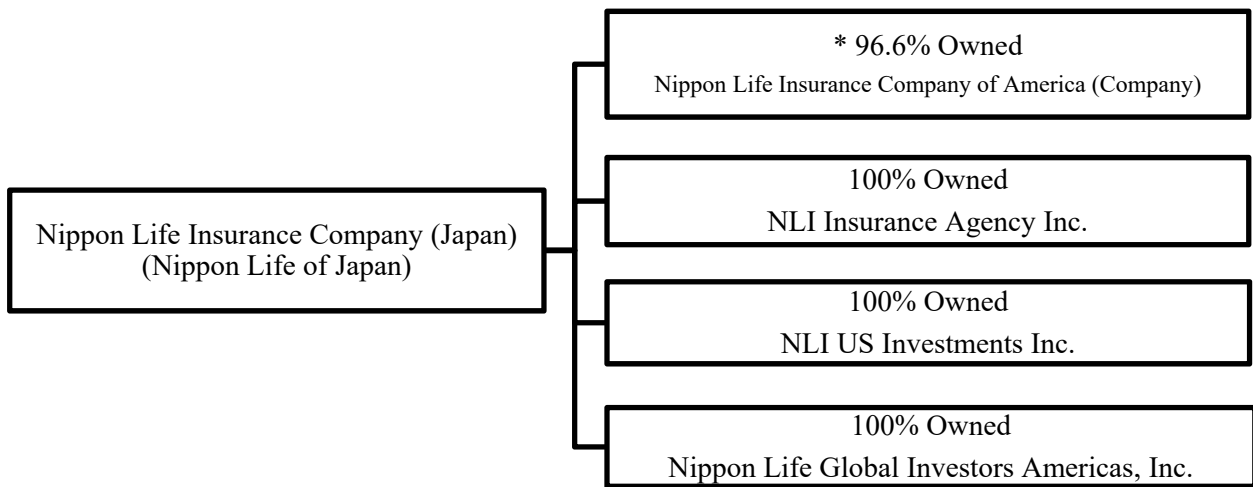 * 96.6% Owned
Nippon Life Insurance Company of America (Company)
100% Owned
NLI Insurance Agency Inc.
Nippon Life Insurance Company (Japan)
(Nippon Life of Japan)
100% Owned
NLI US Investments Inc.
100% Owned
Nippon Life Global Investors Americas, Inc.